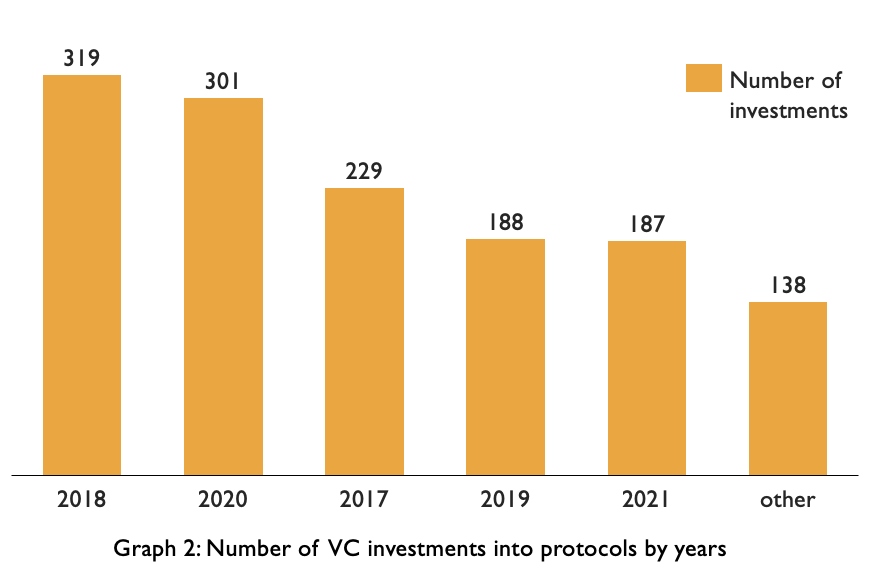 319
301
Number of
investments
229
188
187
138
2018
2020
2017
2019
2021
other
Graph 2: Number of VC investments into protocols by years